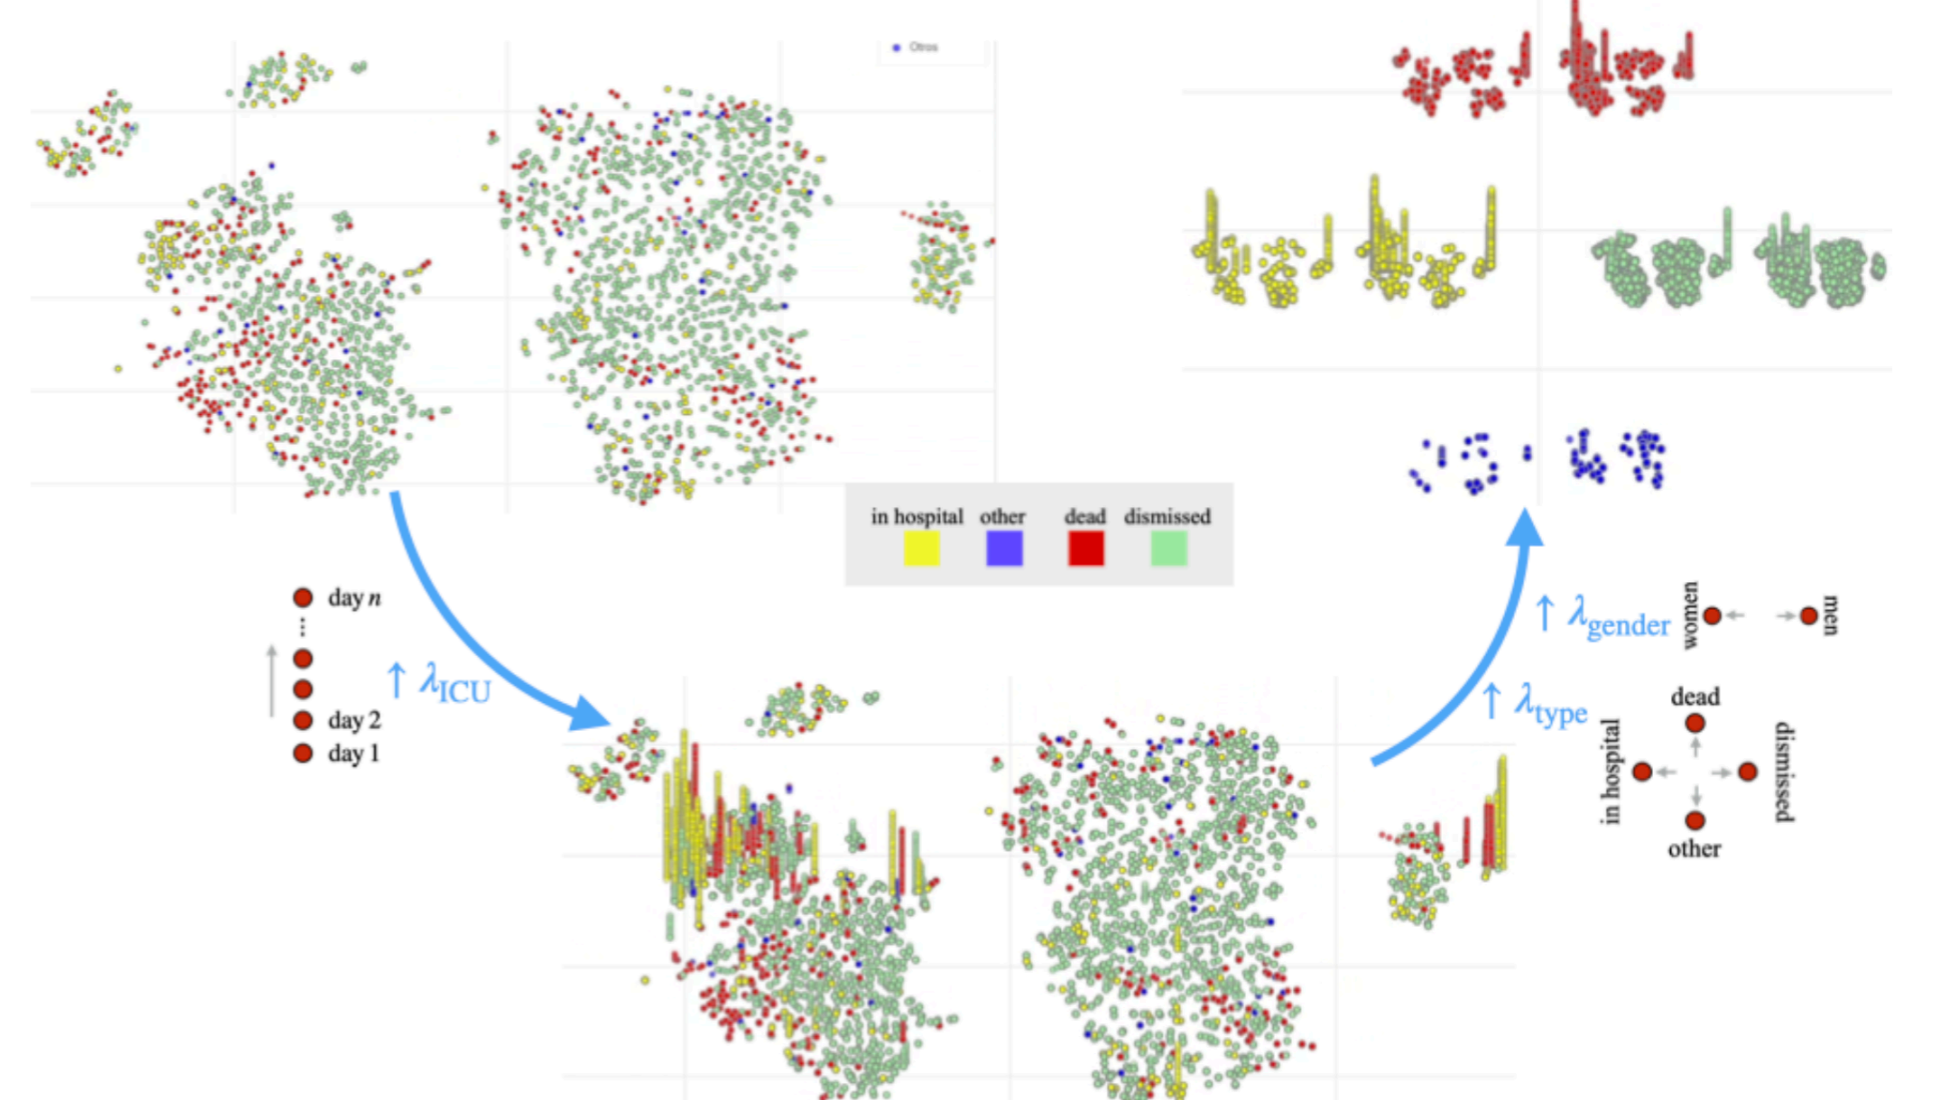 Otros
in hospital other dead dismissed
day n
⋮
day 2
day 1
↑ λICU
↑ λgender
women
men
↑ λtype
dead
in hospital
dismissed
other